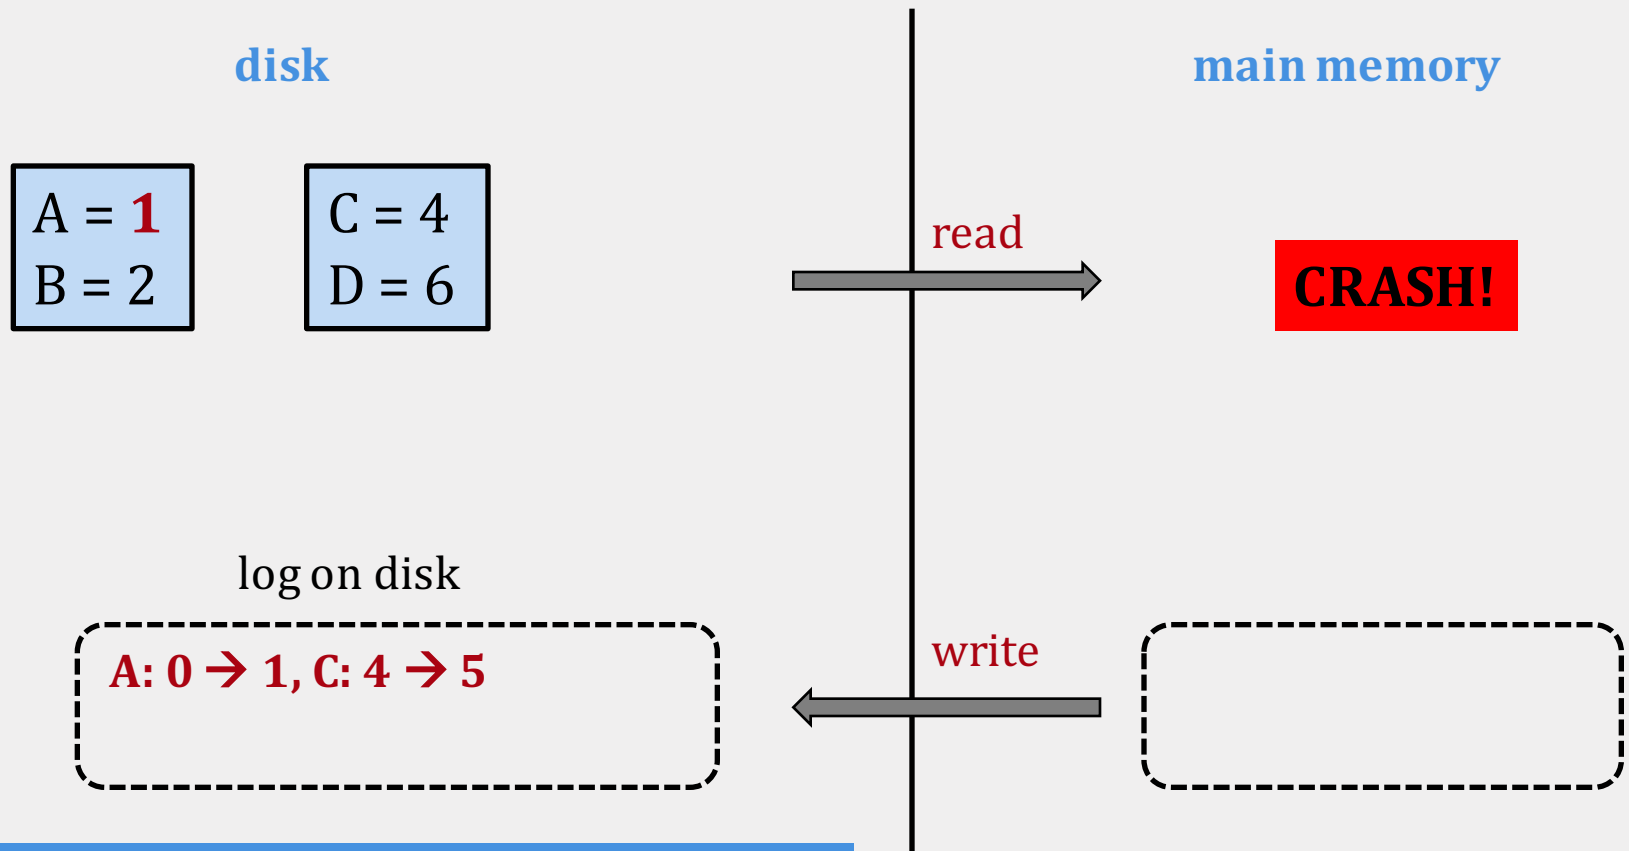 disk
main memory
A = 1
B = 2
C = 4
D = 6
read
CRASH!
log on disk
A: 0 → 1, C: 4 → 5
write